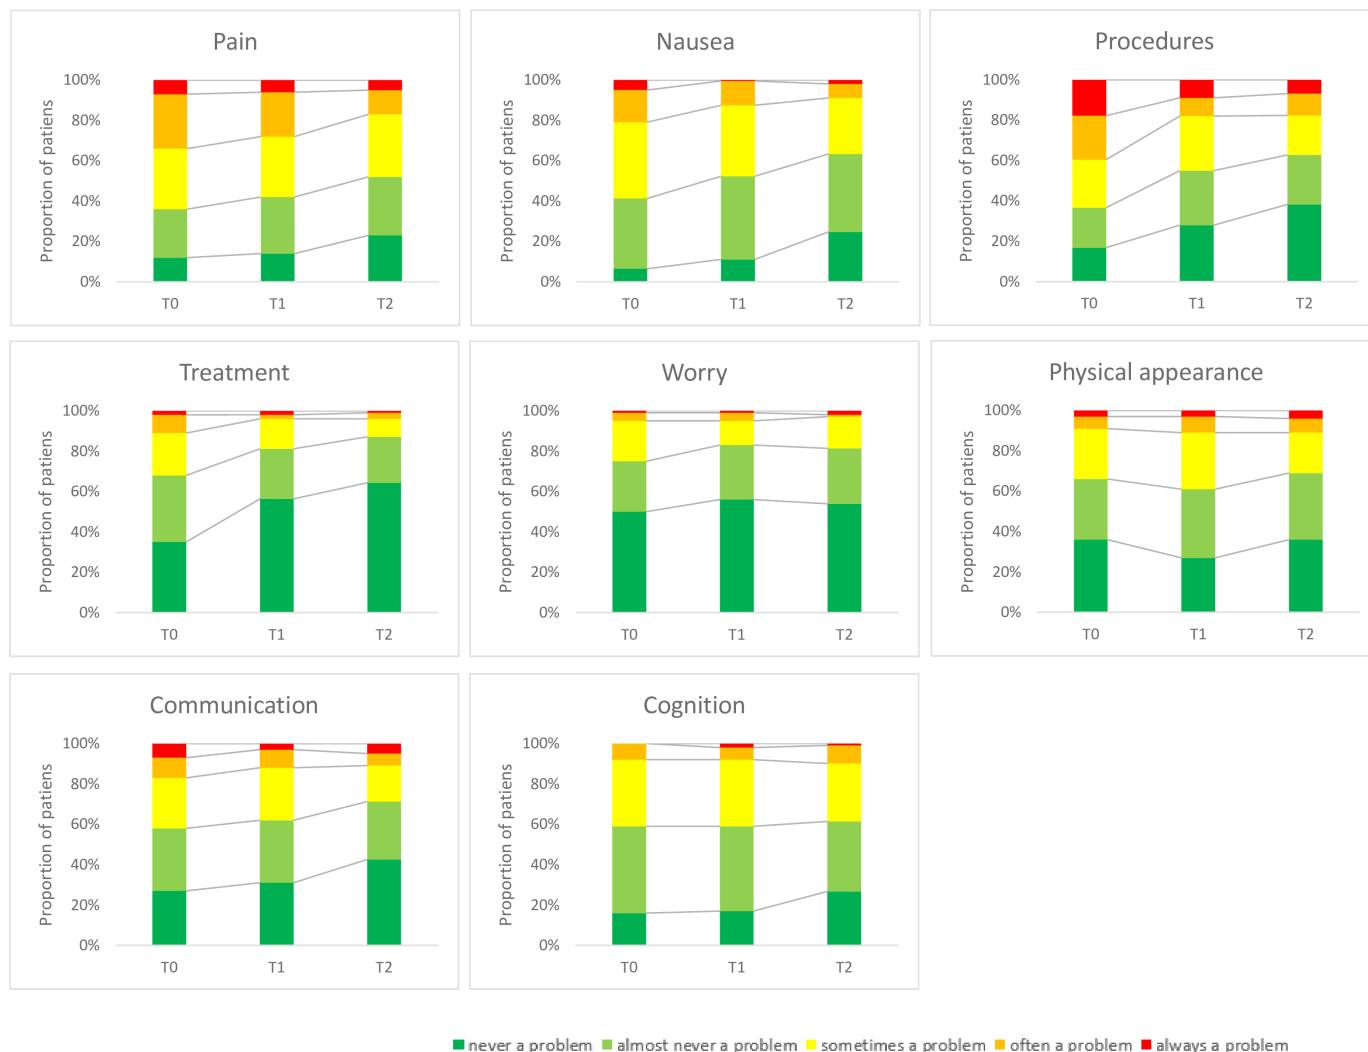 Pain
Proportion of patiens
100%
80%
60%
40%
20%
0%
T0 T1 T2
Nausea
Proportion of patiens
100%
80%
60%
40%
20%
0%
T0 T1 T2
Procedures
Proportion of patiens
100%
80%
60%
40%
20%
0%
T0 T1 T2
Treatment
Proportion of patiens
100%
80%
60%
40%
20%
0%
T0 T1 T2
Worry
Proportion of patiens
100%
80%
60%
40%
20%
0%
T0 T1 T2
Physical appearance
Proportion of patiens
100%
80%
60%
40%
20%
0%
T0 T1 T2
Communication
Proportion of patiens
100%
80%
60%
40%
20%
0%
T0 T1 T2
Cognition
Proportion of patiens
100%
80%
60%
40%
20%
0%
T0 T1 T2
never a problem almost never a problem sometimes a problem often a problem always a problem